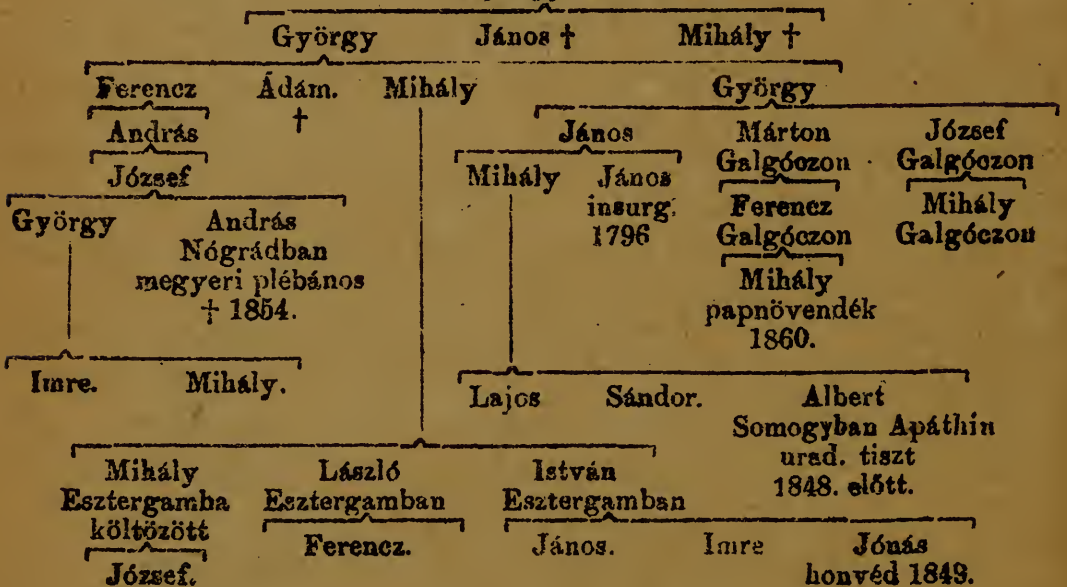 György János † Mihály †
Ferencz Ádám. Mihály György
†
András János Márton József
Galgóczon Galgóczon
József Mihály János
insurg. Ferencz Mihály
1796 Galgóczon Galgóczon
György András
Nógrádban
megyeri plébános
† 1854.
Mihály
papnövendék
1860.
Imre. Mihály.
Lajos Sándor. Albert
Somogyban Apáthin
urad. tiszt
1848. előtt.
Mihály László István
Esztergamba Esztergamban Esztergamban
költözött
Ferencz. János. Imre Jónás
József. honvéd 1849.